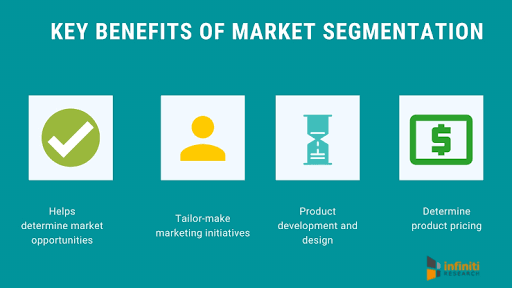 KEY BENEFITS OF MARKET SEGMENTATION
Helps
determine market
opportunities
Tailor-make
marketing initiatives
Product
development and
design
Determine
product pricing
$
infiniti
RESEARCH